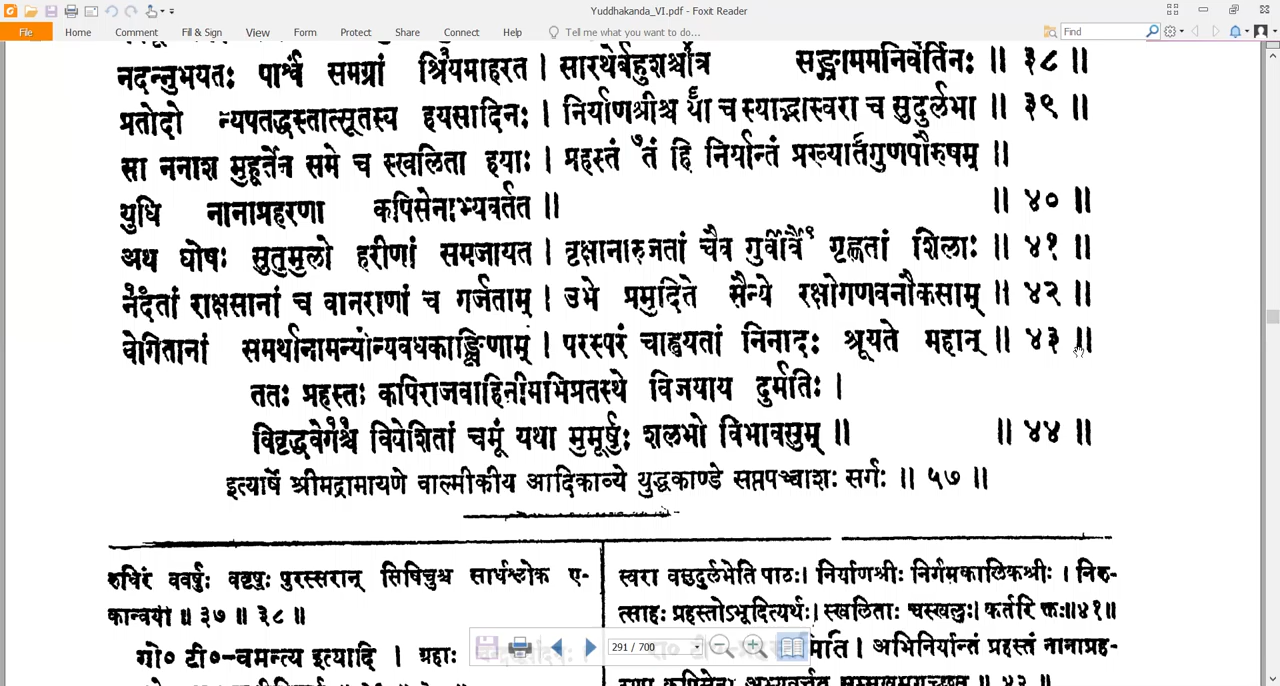 Yuddhakanda_VI.pdf - Foxit Reader
File Home Comment Fill & Sign View Form Protect Share Connect Help Tell me what you want to do... Find
नदन्नुभयतः पार्श्वे समग्रां श्रियमाहरत । सारथेर्बहुशश्चात्र सङ्ग्राममनिवर्तिनः ॥ ३८ ॥
प्रतोदो न्यपतद्धस्तात्सूतस्य हयसादिनः । निर्याणश्रीश्च या च स्याद्भास्वरा च सुदुर्लभा ॥ ३९ ॥
सा ननाश मुहूर्तेन समे च स्खलिता हयाः । प्रहस्तं तं हि निर्यान्तं प्रख्यातगुणपौरुषम् ॥
युधि नानाप्रहरणा कपिसेनाभ्यवर्तत ॥ ॥ ४० ॥
अथ घोषः सुतुमुलो हरीणां समजायत । वृक्षानारुजतां चैव गुर्वीर्वै गृह्णतां शिलाः ॥ ४१ ॥
नदतां राक्षसानां च वानराणां च गर्जताम् । उभे प्रमुदिते सैन्ये रक्षोगणवनौकसाम् ॥ ४२ ॥
वेगितानां समर्थानामन्योन्यवधकाङ्क्षिणाम् । परस्परं चाह्वयतां निनादः श्रूयते महान् ॥ ४३ ॥
ततः प्रहस्तः कपिराजवाहिनीमभिप्रतस्थे विजयाय दुर्मतिः ।
विवृद्धवेगश्च विवेशितां चमूं यथा मुमूर्षुः शलभो विभावसुम् ॥ ॥ ४४ ॥
इत्यार्षे श्रीमद्रामायणे वाल्मीकीय आदिकाव्ये युद्धकाण्डे सप्तपञ्चाशः सर्गः ॥ ५७ ॥
रुधिरं ववर्षुः ववृषुः पुरस्सरान् सिषिचुश्च सार्धश्लोक ए-
कान्वयी ॥ ३७ ॥ ३८ ॥
गो० टी०-वमन्त्य इत्यादि । ग्रहाः
स्वरा वसुदुर्लभेति पाठः। निर्याणश्रीः निर्गमकालिकश्रीः । निरु-
त्साहः प्रहस्तोऽभूदित्यर्थः। स्खलिताः चस्खलुः। कर्तरि क्तः॥४१॥
अभिनिर्यान्तं प्रहस्तं नानाप्रह-
291 / 700